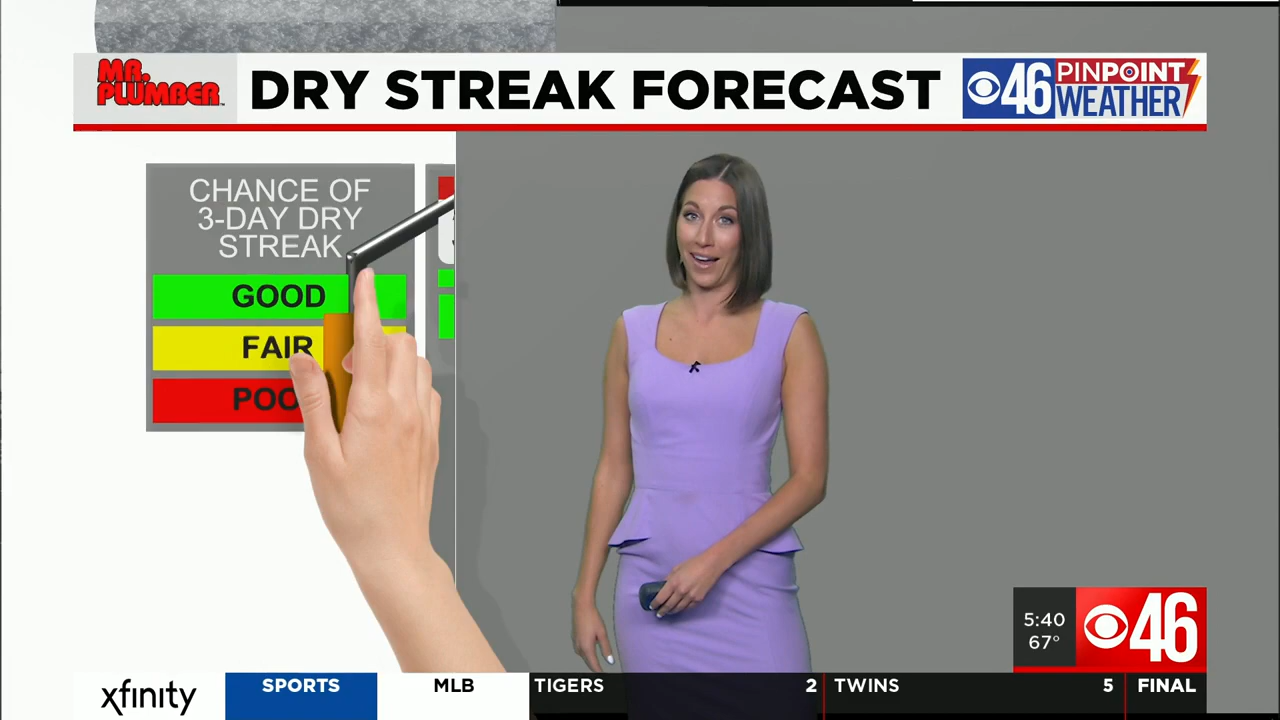 MR.
PLUMBER
DRY STREAK FORECAST
46
PINPOINT
WEATHER
CHANCE OF
3-DAY DRY
STREAK
GOOD
FAIR
POO
5:40
67°
46
xfinity
SPORTS
MLB
TIGERS 2
TWINS 5
FINAL